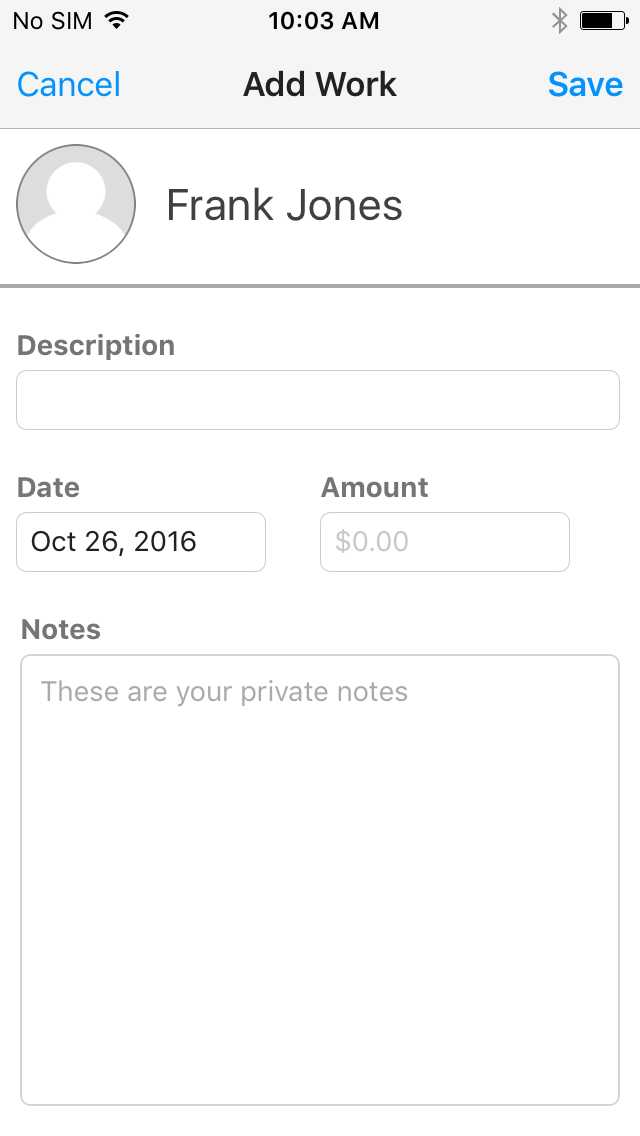 No SIM 10:03 AM
Cancel Add Work Save
Frank Jones
Description
Date Amount
Oct 26, 2016 $0.00
Notes
These are your private notes